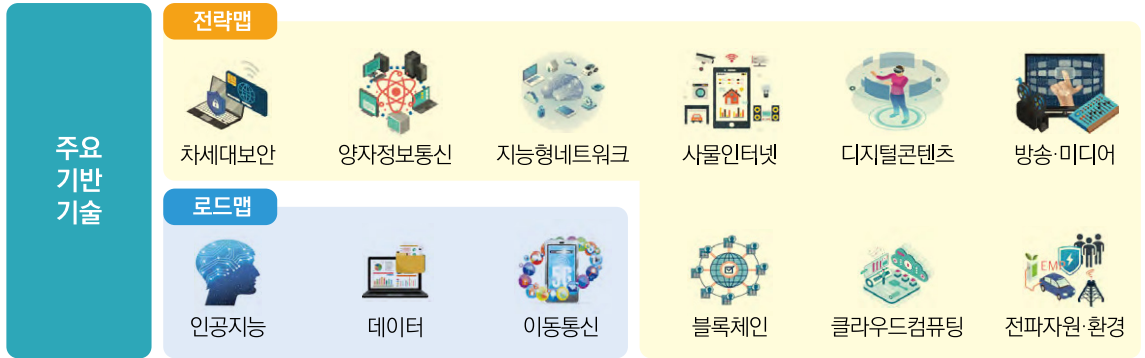 주요
기반
기술
전략맵
차세대보안
양자정보통신
지능형네트워크
사물인터넷
디지털콘텐츠
방송·미디어
로드맵
인공지능
데이터
5G
이동통신
블록체인
클라우드컴퓨팅
EMF
전파자원·환경